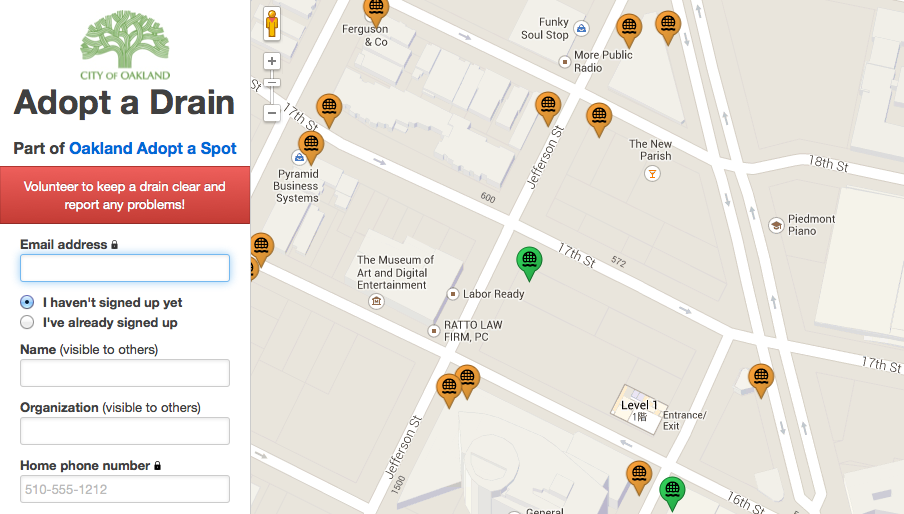 CITY OF OAKLAND
Adopt a Drain
Part of Oakland Adopt a Spot
Volunteer to keep a drain clear and
report any problems!
Email address
I haven't signed up yet
I've already signed up
Name (visible to others)
Organization (visible to others)
Home phone number
510-555-1212
Ferguson
& Co
Funky
Soul Stop
More Public
Radio
St
17th St
Pyramid
Business
Systems
Jefferson St
600
The New
Parish
18th St
Piedmont
Piano
The Museum of
Art and Digital
Entertainment
17th St
572
Labor Ready
RATTO LAW
FIRM, PC
17th St
Level 1
1階
Entrance/
Exit
Jefferson St
1500
16th St
General